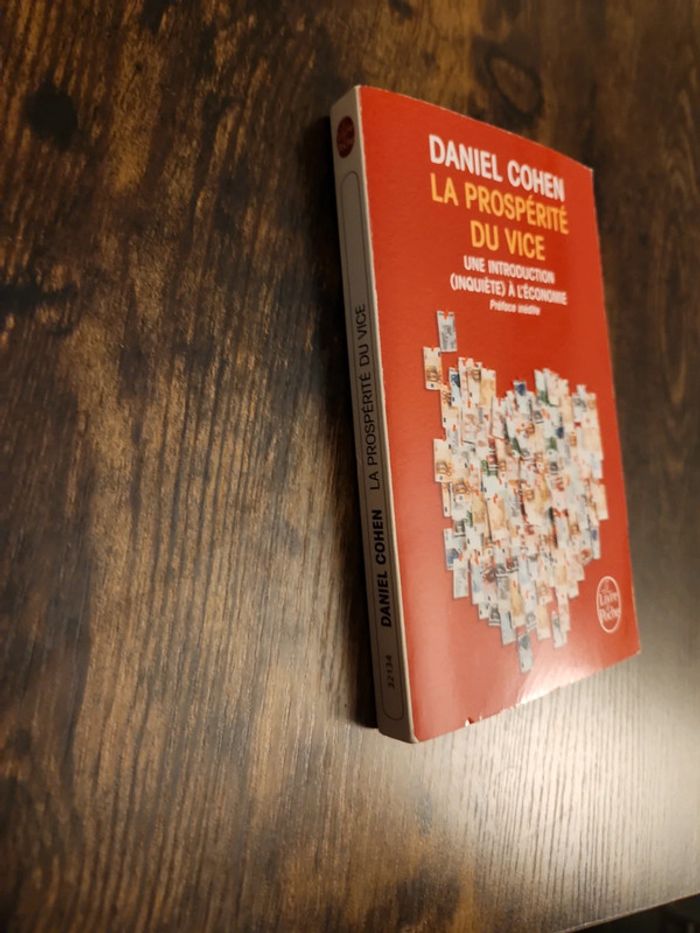 DANIEL COHEN
LA PROSPÉRITÉ
DU VICE
UNE INTRODUCTION
(INQUIÈTE) À L'ÉCONOMIE
Préface inédite
Le
Livre
de
Poche
32134 DANIEL COHEN LA PROSPÉRITÉ DU VICE